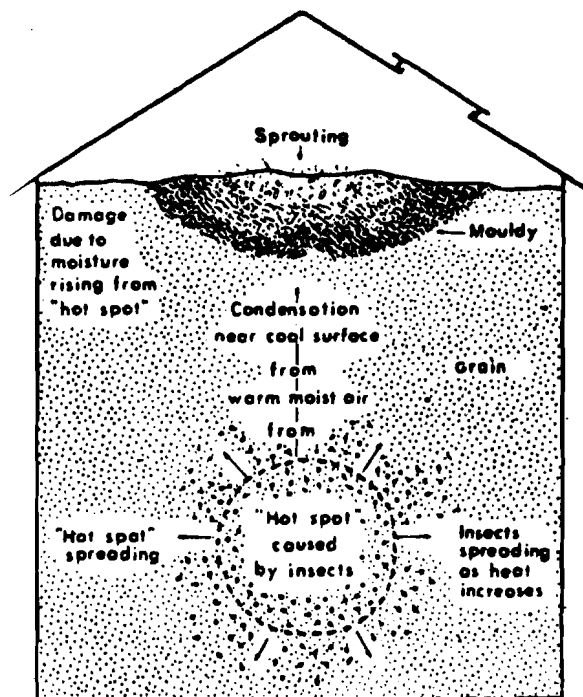 Sprouting
Damage
due to
moisture
rising from
"hot spot"
Mouldy
Condensation
near cool surface
from
warm moist air
from
Grain
"Hot spot"
spreading
"Hot spot"
caused
by insects
Insects
spreading
as heat
increases